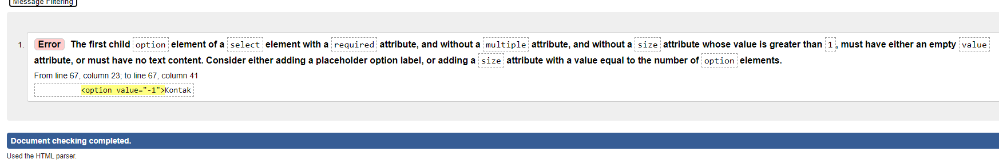 Message Filtering
1. Error The first child option element of a select element with a required attribute, and without a multiple attribute, and without a size attribute whose value is greater than 1, must have either an empty value
attribute, or must have no text content. Consider either adding a placeholder option label, or adding a size attribute with a value equal to the number of option elements.
From line 67, column 23; to line 67, column 41
<option value="-1">Kontak
Document checking completed.
Used the HTML parser.